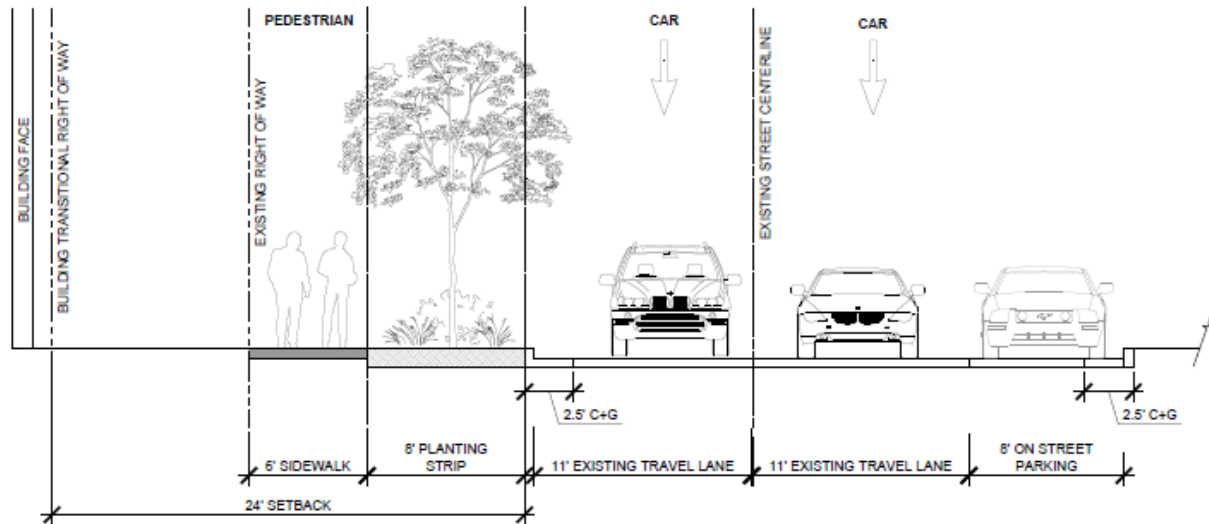 PEDESTRIAN
CAR
CAR
BUILDING FACE
BUILDING TRANSITIONAL RIGHT OF WAY
EXISTING RIGHT OF WAY
EXISTING STREET CENTERLINE
2.5' C+G
2.5' C+G
6' SIDEWALK
8' PLANTING
STRIP
11' EXISTING TRAVEL LANE
11' EXISTING TRAVEL LANE
8' ON STREET
PARKING
24' SETBACK